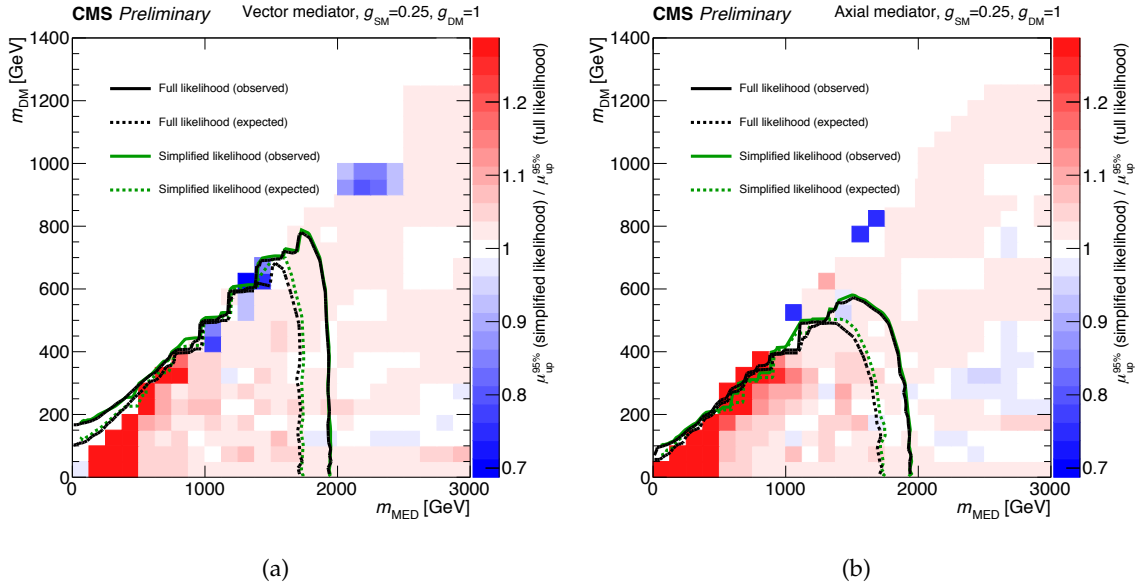 CMS Preliminary Vector mediator, g_SM=0.25, g_DM=1
m_DM [GeV]
1400
1200
1000
800
600
400
200
0
Full likelihood (observed)
Full likelihood (expected)
Simplified likelihood (observed)
Simplified likelihood (expected)
0 1000 2000 3000
m_MED [GeV]
1.2
1.1
1
0.9
0.8
0.7
μ_up^95% (simplified likelihood) / μ_up^95% (full likelihood)
(a)
CMS Preliminary Axial mediator, g_SM=0.25, g_DM=1
m_DM [GeV]
1400
1200
1000
800
600
400
200
0
Full likelihood (observed)
Full likelihood (expected)
Simplified likelihood (observed)
Simplified likelihood (expected)
0 1000 2000 3000
m_MED [GeV]
1.2
1.1
1
0.9
0.8
0.7
μ_up^95% (simplified likelihood) / μ_up^95% (full likelihood)
(b)